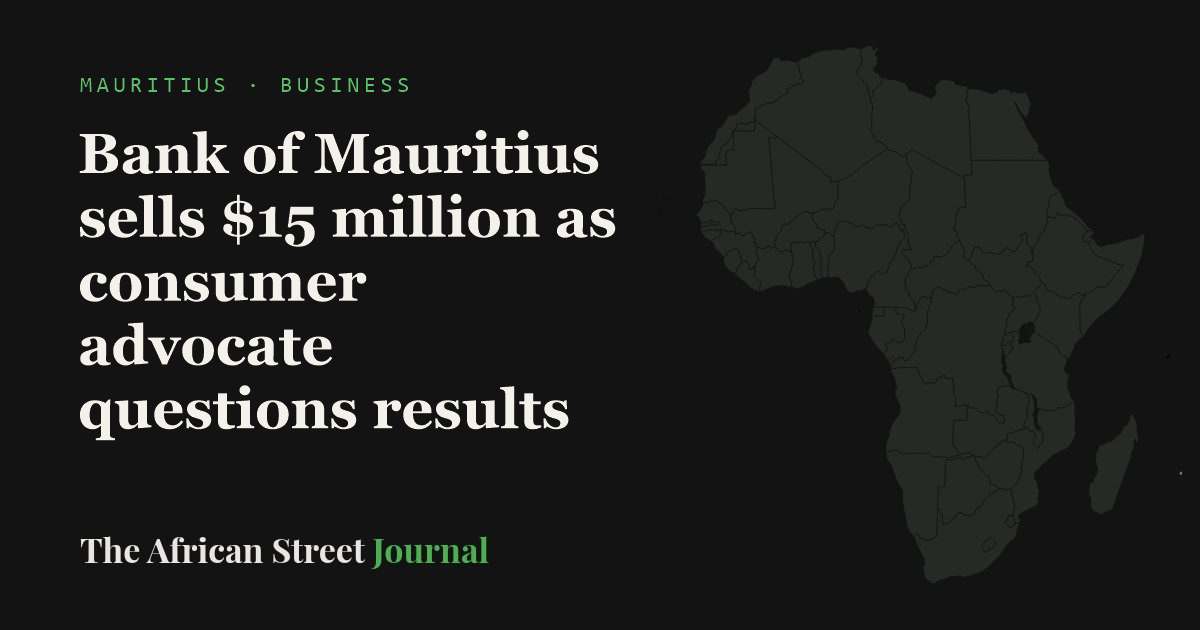 MAURITIUS · BUSINESS
Bank of Mauritius
sells $15 million as
consumer
advocate
questions results
The African Street Journal